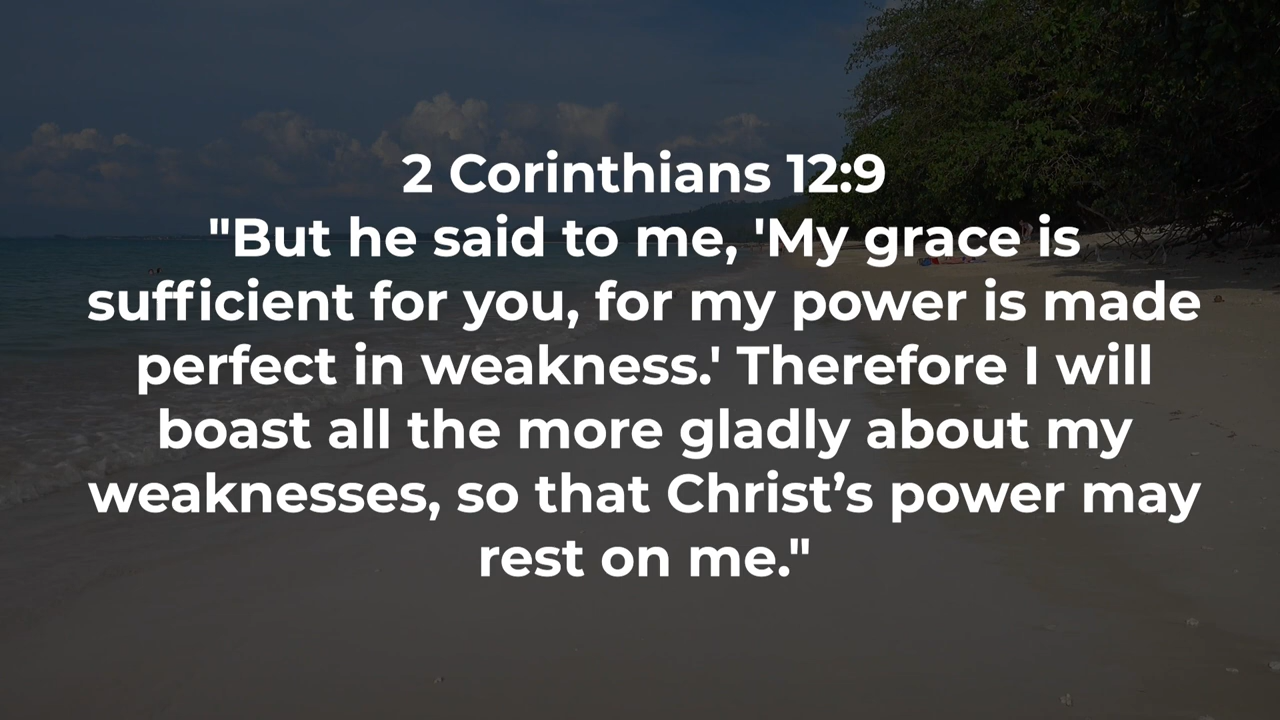 2 Corinthians 12:9
"But he said to me, 'My grace is
sufficient for you, for my power is made
perfect in weakness.' Therefore I will
boast all the more gladly about my
weaknesses, so that Christ’s power may
rest on me."